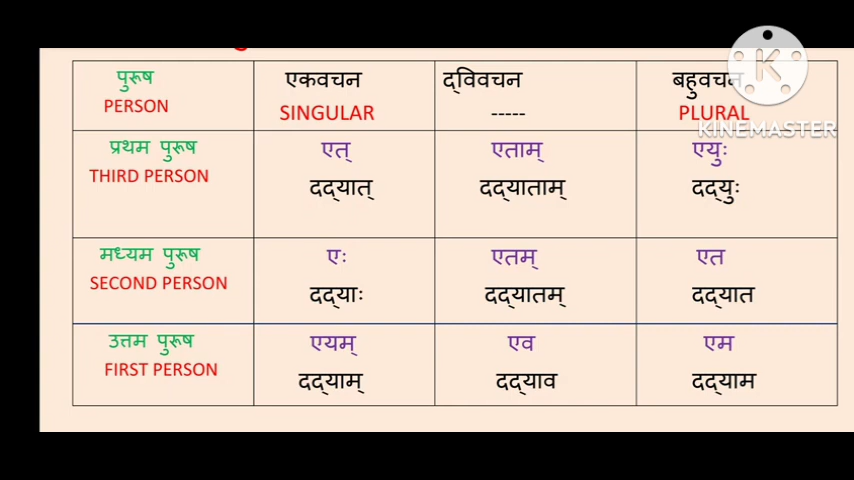 पुरूष एकवचन द्विवचन बहुवचन
PERSON SINGULAR ----- PLURAL
KINEMASTER
प्रथम पुरूष एत् एताम् एयुः
THIRD PERSON दद्यात् दद्याताम् दद्युः
मध्यम पुरूष एः एतम् एत
SECOND PERSON दद्याः दद्यातम् दद्यात
उत्तम पुरूष एयम् एव एम
FIRST PERSON दद्याम् दद्याव दद्याम